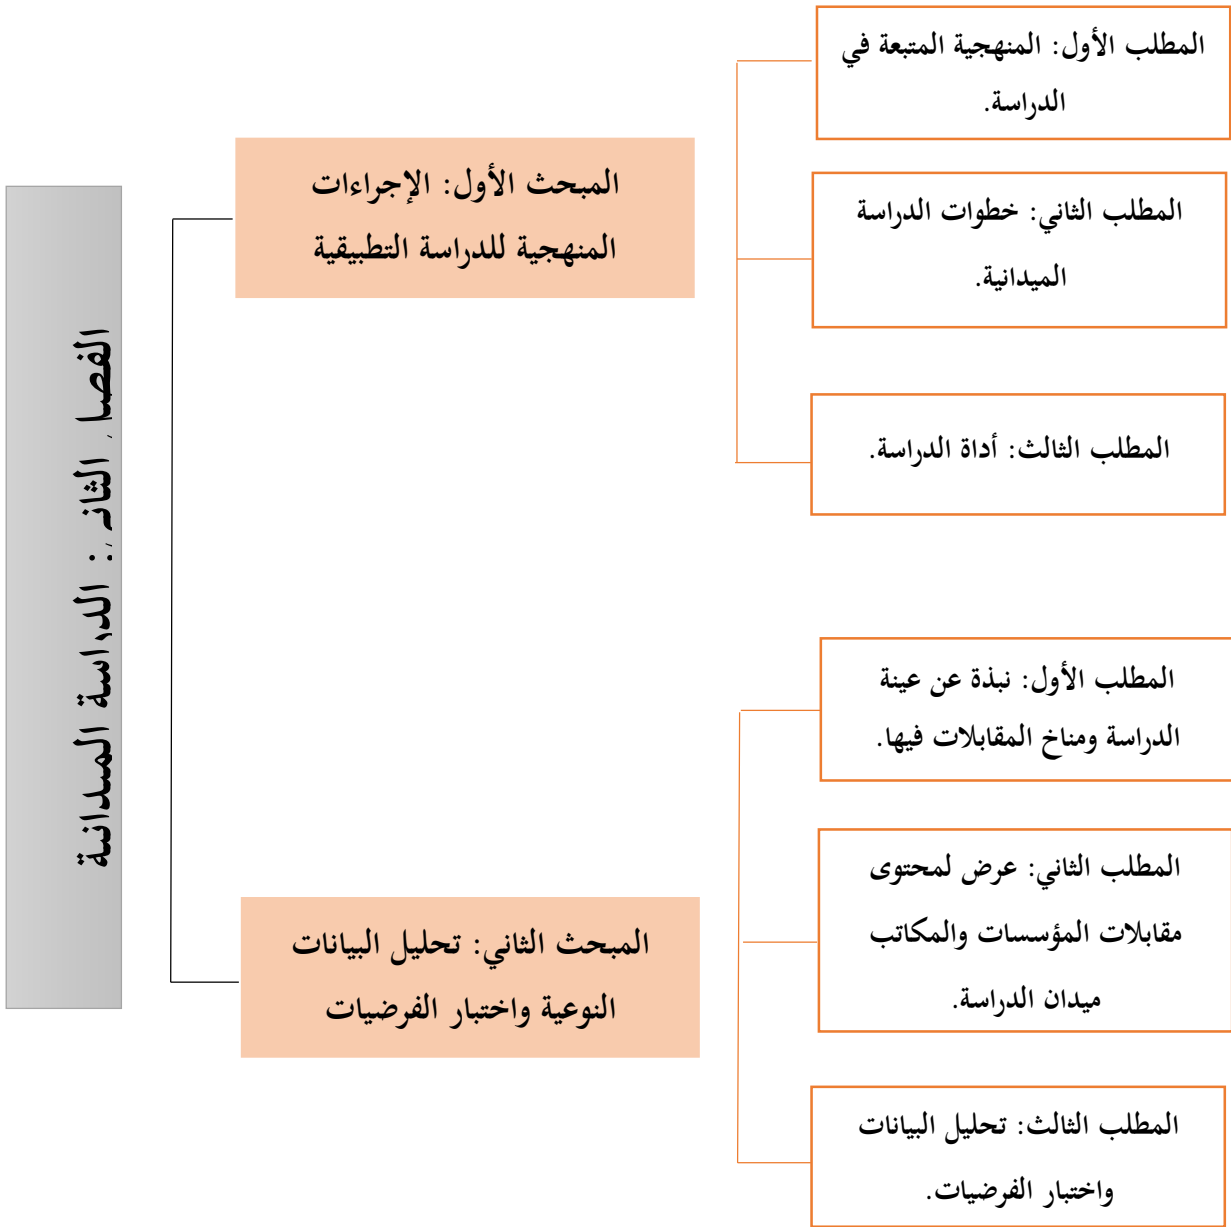 الفصل الثاني: الدراسة الميدانية
المبحث الأول: الإجراءات
المنهجية للدراسة التطبيقية
المطلب الأول: المنهجية المتبعة في
الدراسة.
المطلب الثاني: خطوات الدراسة
الميدانية.
المطلب الثالث: أداة الدراسة.
المبحث الثاني: تحليل البيانات
النوعية واختبار الفرضيات
المطلب الأول: نبذة عن عينة
الدراسة ومناخ المقابلات فيها.
المطلب الثاني: عرض لمحتوى
مقابلات المؤسسات والمكاتب
ميدان الدراسة.
المطلب الثالث: تحليل البيانات
واختبار الفرضيات.